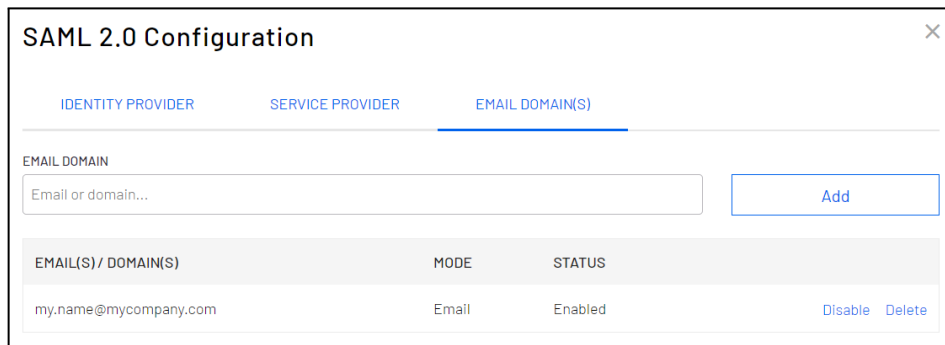 SAML 2.0 Configuration ×
IDENTITY PROVIDER SERVICE PROVIDER EMAIL DOMAIN(S)
EMAIL DOMAIN
Email or domain... Add
EMAIL(S) / DOMAIN(S) MODE STATUS
my.name@mycompany.com Email Enabled Disable Delete